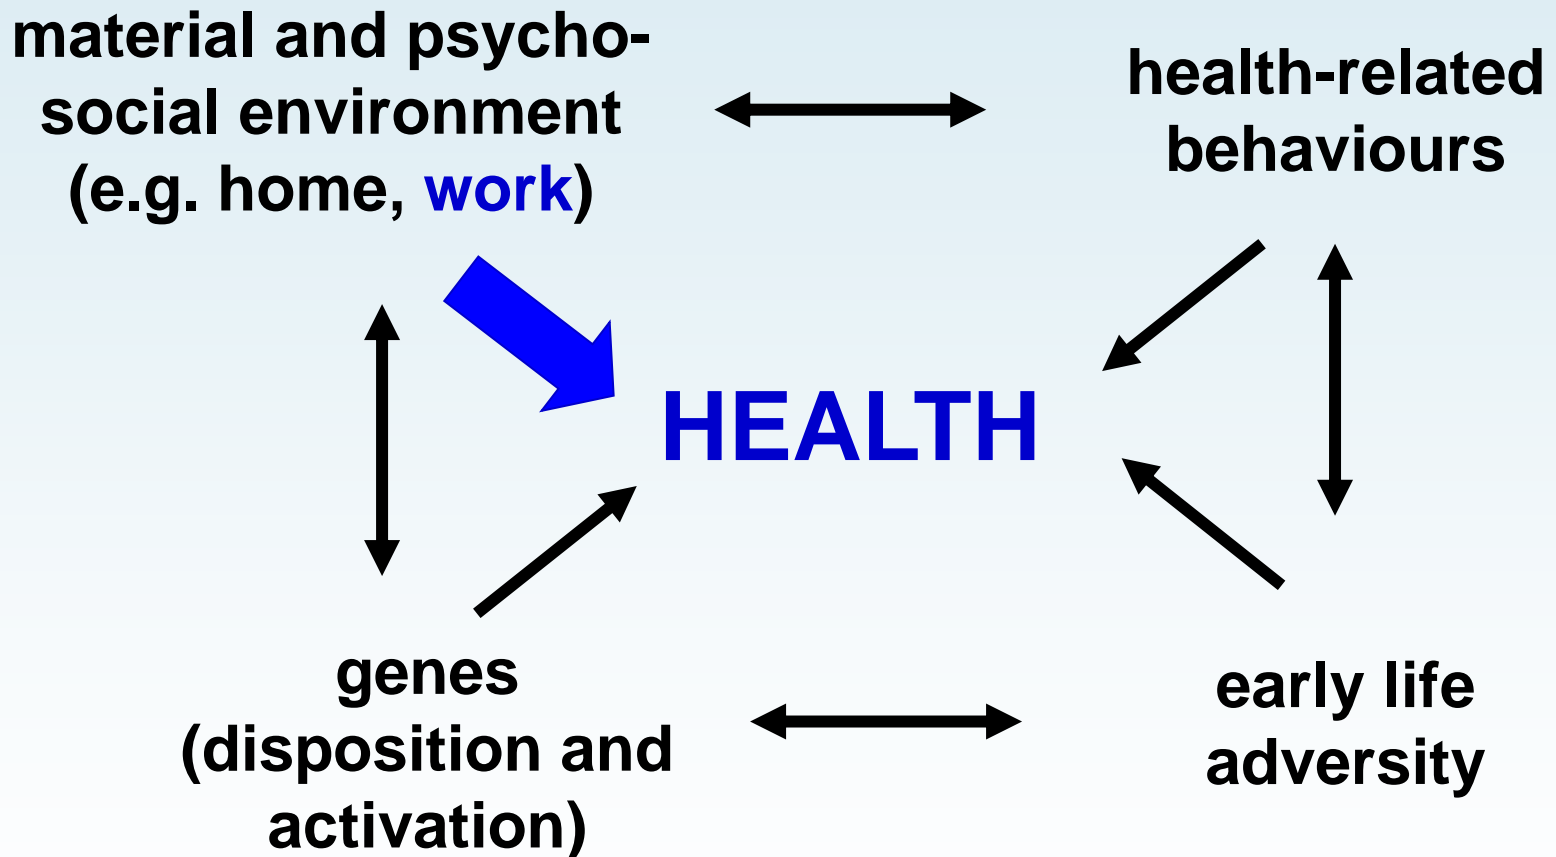 material and psycho-
social environment
(e.g. home, work)
health-related
behaviours
HEALTH
genes
(disposition and
activation)
early life
adversity